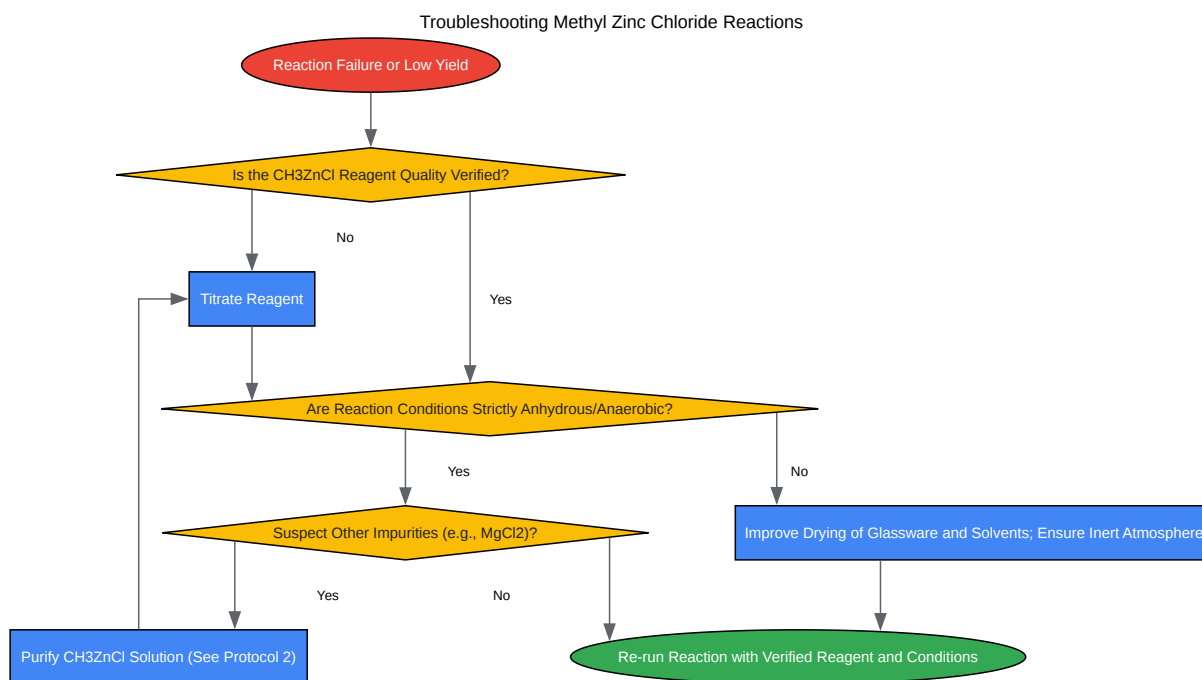 Troubleshooting Methyl Zinc Chloride Reactions
Reaction Failure or Low Yield
Is the CH3ZnCl Reagent Quality Verified?
No
Titrate Reagent
Yes
Are Reaction Conditions Strictly Anhydrous/Anaerobic?
Yes
No
Suspect Other Impurities (e.g., MgCl2)?
Improve Drying of Glassware and Solvents; Ensure Inert Atmosphere
Yes
No
Purify CH3ZnCl Solution (See Protocol 2)
Re-run Reaction with Verified Reagent and Conditions